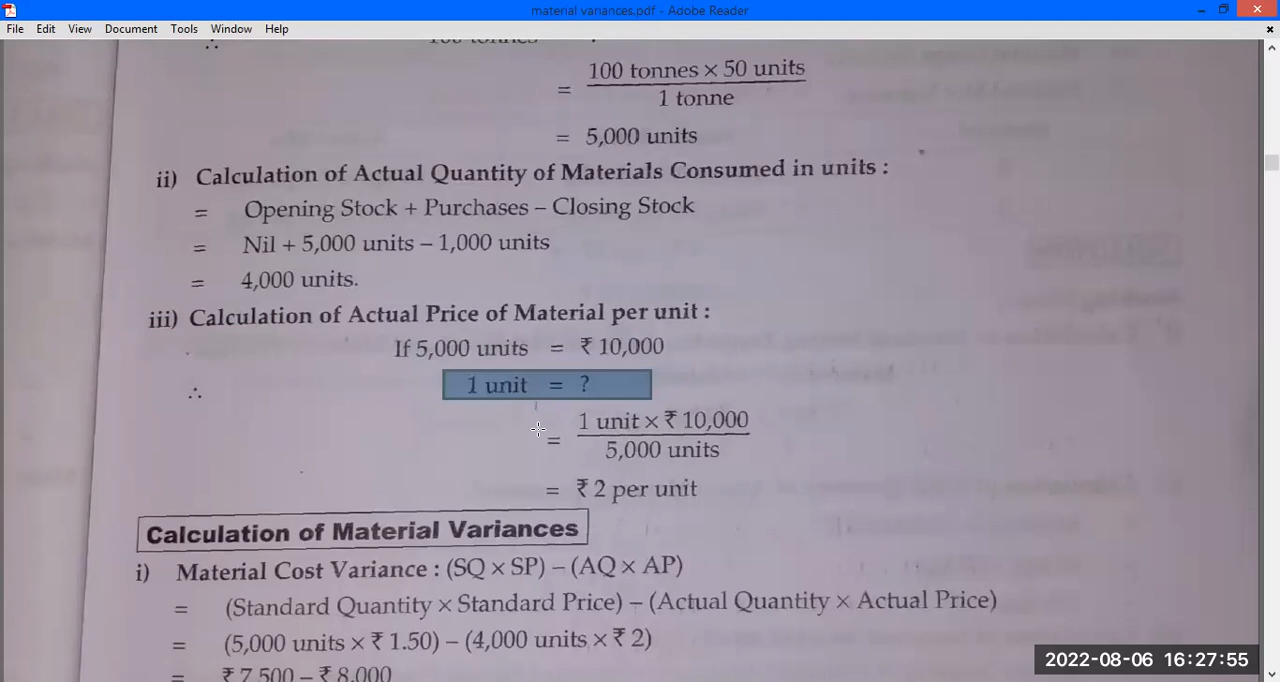 material variances.pdf - Adobe Reader
File Edit View Document Tools Window Help
∴ 100 tonnes
= 100 tonnes × 50 units
1 tonne
= 5,000 units
ii) Calculation of Actual Quantity of Materials Consumed in units :
= Opening Stock + Purchases – Closing Stock
= Nil + 5,000 units – 1,000 units
= 4,000 units.
iii) Calculation of Actual Price of Material per unit :
If 5,000 units = ₹ 10,000
∴ 1 unit = ?
= 1 unit × ₹ 10,000
5,000 units
= ₹ 2 per unit
Calculation of Material Variances
i) Material Cost Variance : (SQ × SP) – (AQ × AP)
= (Standard Quantity × Standard Price) – (Actual Quantity × Actual Price)
= (5,000 units × ₹ 1.50) – (4,000 units × ₹ 2)
= ₹ 7,500 – ₹ 8,000
2022-08-06 16:27:55